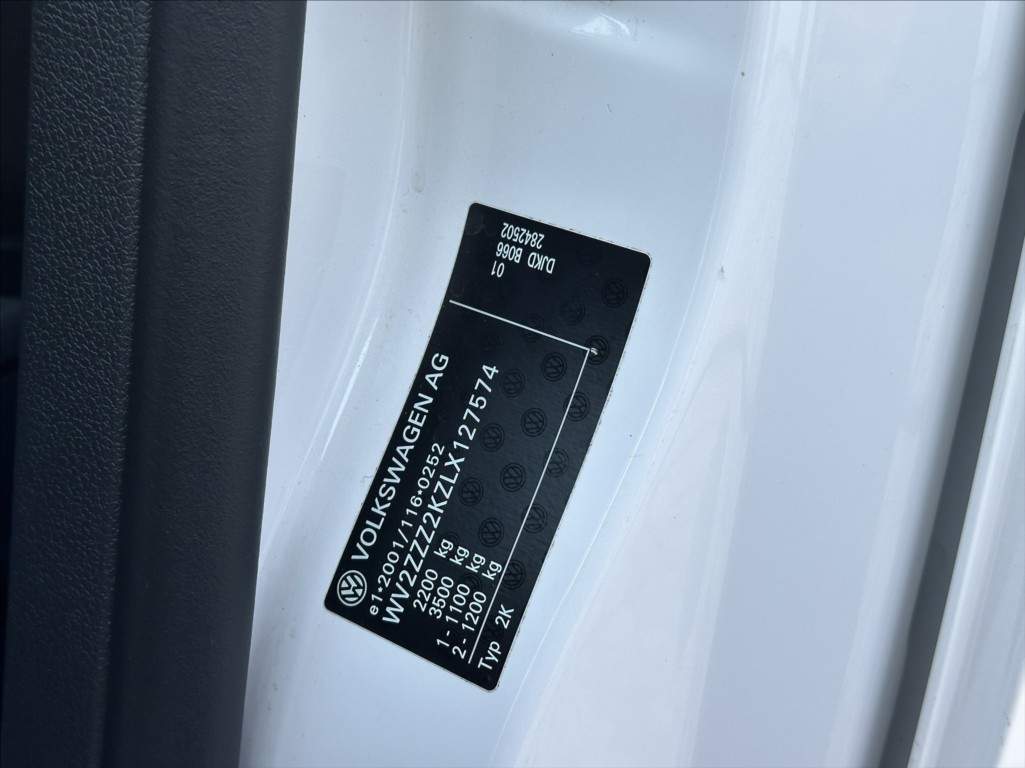 VOLKSWAGEN AG
e1*2001/116*0252
WV2ZZZ2KZLX127574
2200 kg
3500 kg
1- 1100 kg
2- 1200 kg
Typ 2K
01
DJKD B066
2842502